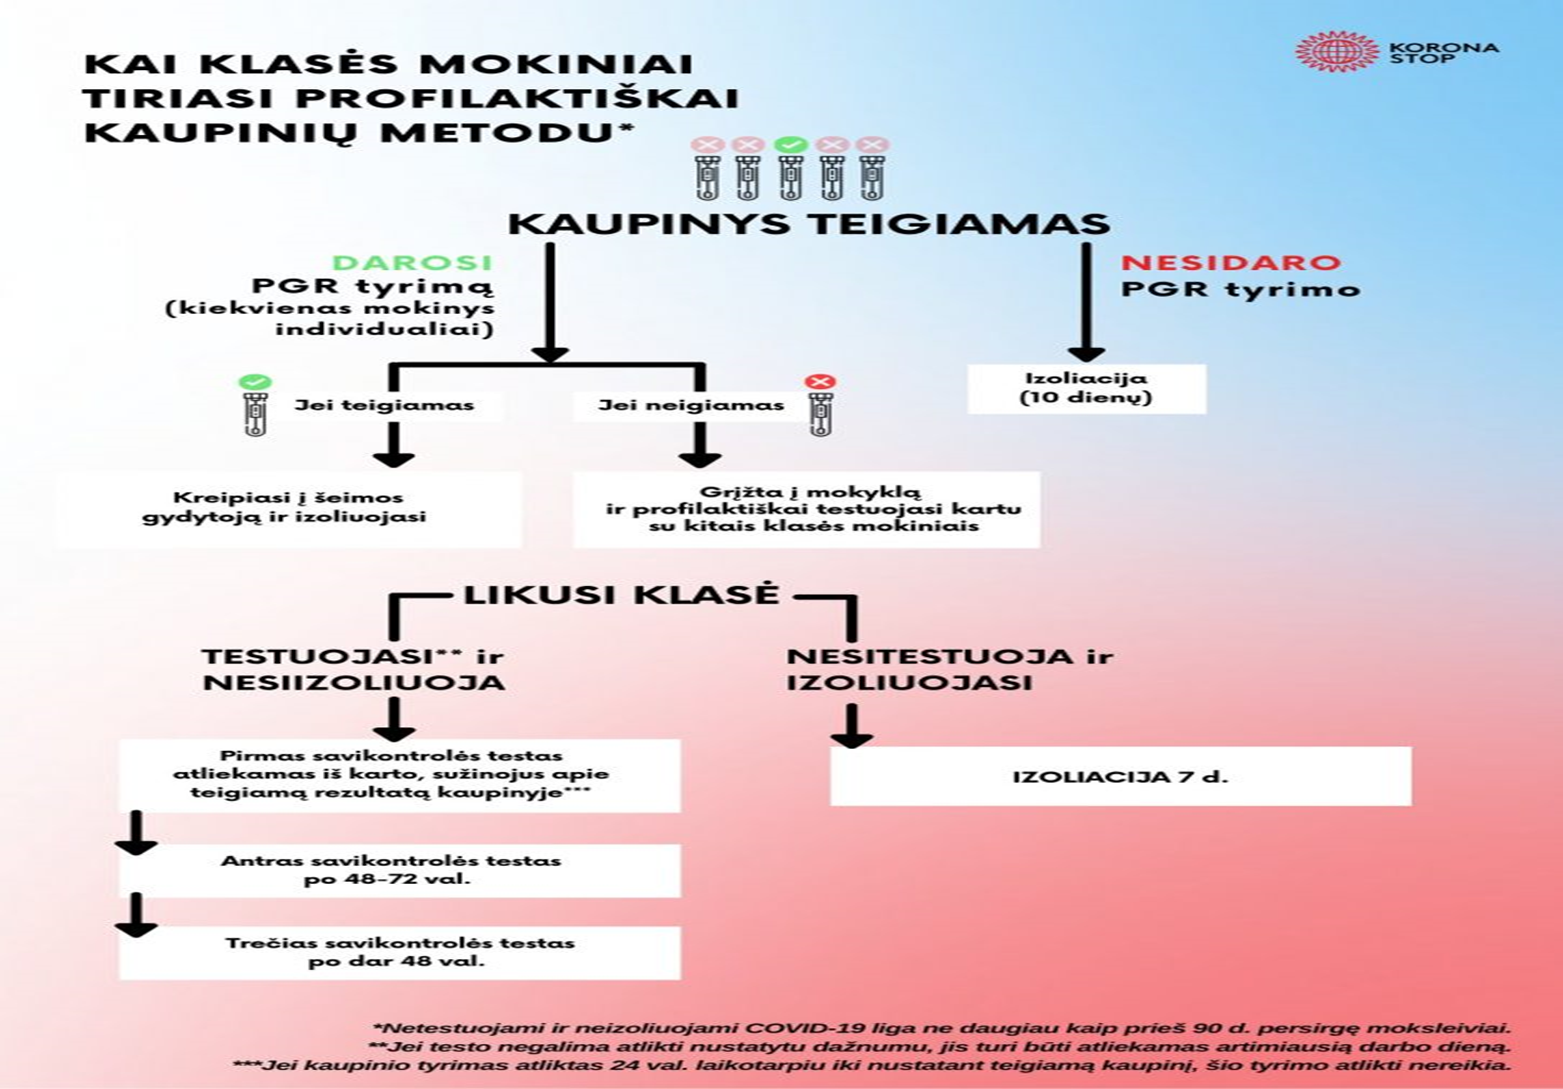 KORONA
STOP
KAI KLASĖS MOKINIAI
TIRIASI PROFILAKTIŠKAI
KAUPINIŲ METODU*
KAUPINYS TEIGIAMAS
DAROSI
PGR tyrimą
(kiekvienas mokinys
individualiai)
NESIDARO
PGR tyrimo
Jei teigiamas
Jei neigiamas
Izoliacija
(10 dienų)
Kreipiasi į šeimos
gydytoją ir izoliuojasi
Grįžta į mokyklą
ir profilaktiškai testuojasi kartu
su kitais klasės mokiniais
LIKUSI KLASĖ
TESTUOJASI** ir
NESIIZOLIUOJA
NESITESTUOJA ir
IZOLIUOJASI
Pirmas savikontrolės testas
atliekamas iš karto, sužinojus apie
teigiamą rezultatą kaupinyje***
IZOLIACIJA 7 d.
Antras savikontrolės testas
po 48-72 val.
Trečias savikontrolės testas
po dar 48 val.
*Netestuojami ir neizoliuojami COVID-19 liga ne daugiau kaip prieš 90 d. persirgę moksleiviai.
**Jei testo negalima atlikti nustatytu dažnumu, jis turi būti atliekamas artimiausią darbo dieną.
***Jei kaupinio tyrimas atliktas 24 val. laikotarpiu iki nustatant teigiamą kaupinį, šio tyrimo atlikti nereikia.